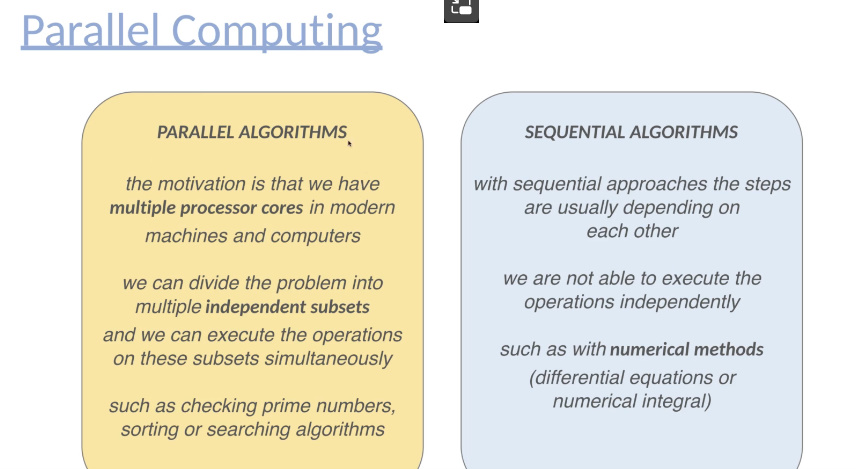 Parallel Computing
PARALLEL ALGORITHMS
the motivation is that we have
multiple processor cores in modern
machines and computers
we can divide the problem into
multiple independent subsets
and we can execute the operations
on these subsets simultaneously
such as checking prime numbers,
sorting or searching algorithms
SEQUENTIAL ALGORITHMS
with sequential approaches the steps
are usually depending on
each other
we are not able to execute the
operations independently
such as with numerical methods
(differential equations or
numerical integral)